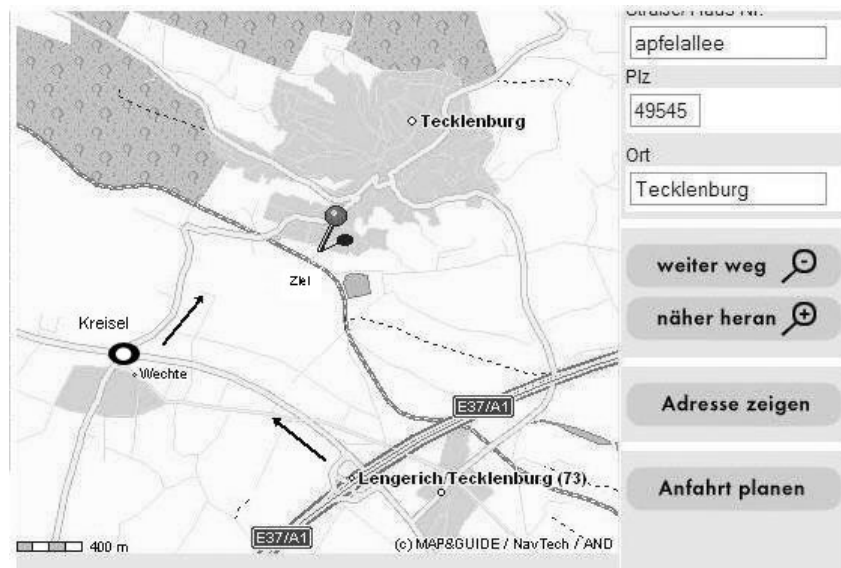 Straße/ Haus Nr.
apfelallee
Plz
49545
Ort
Tecklenburg
weiter weg
näher heran
Adresse zeigen
Anfahrt planen
Tecklenburg
Ziel
Kreisel
Wechte
E37/A1
Lengerich/Tecklenburg (73)
E37/A1
400 m
(c) MAP&GUIDE / NavTech / AND